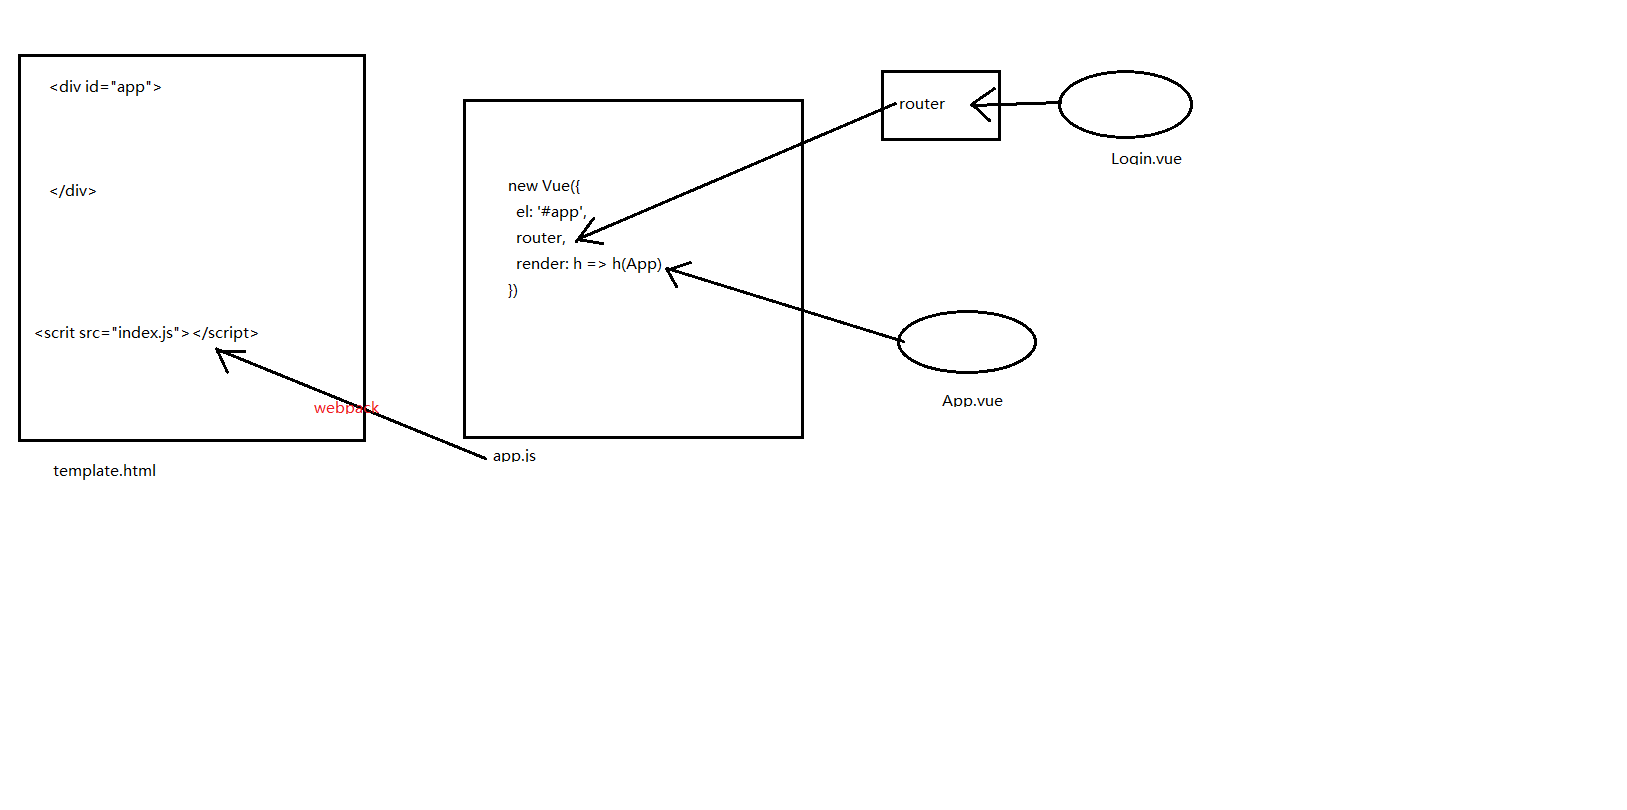 <div id="app">
</div>
<scrit src="index.js"></script>
webpack
template.html
new Vue({
el: '#app',
router,
render: h => h(App)
})
app.js
router
Login.vue
App.vue